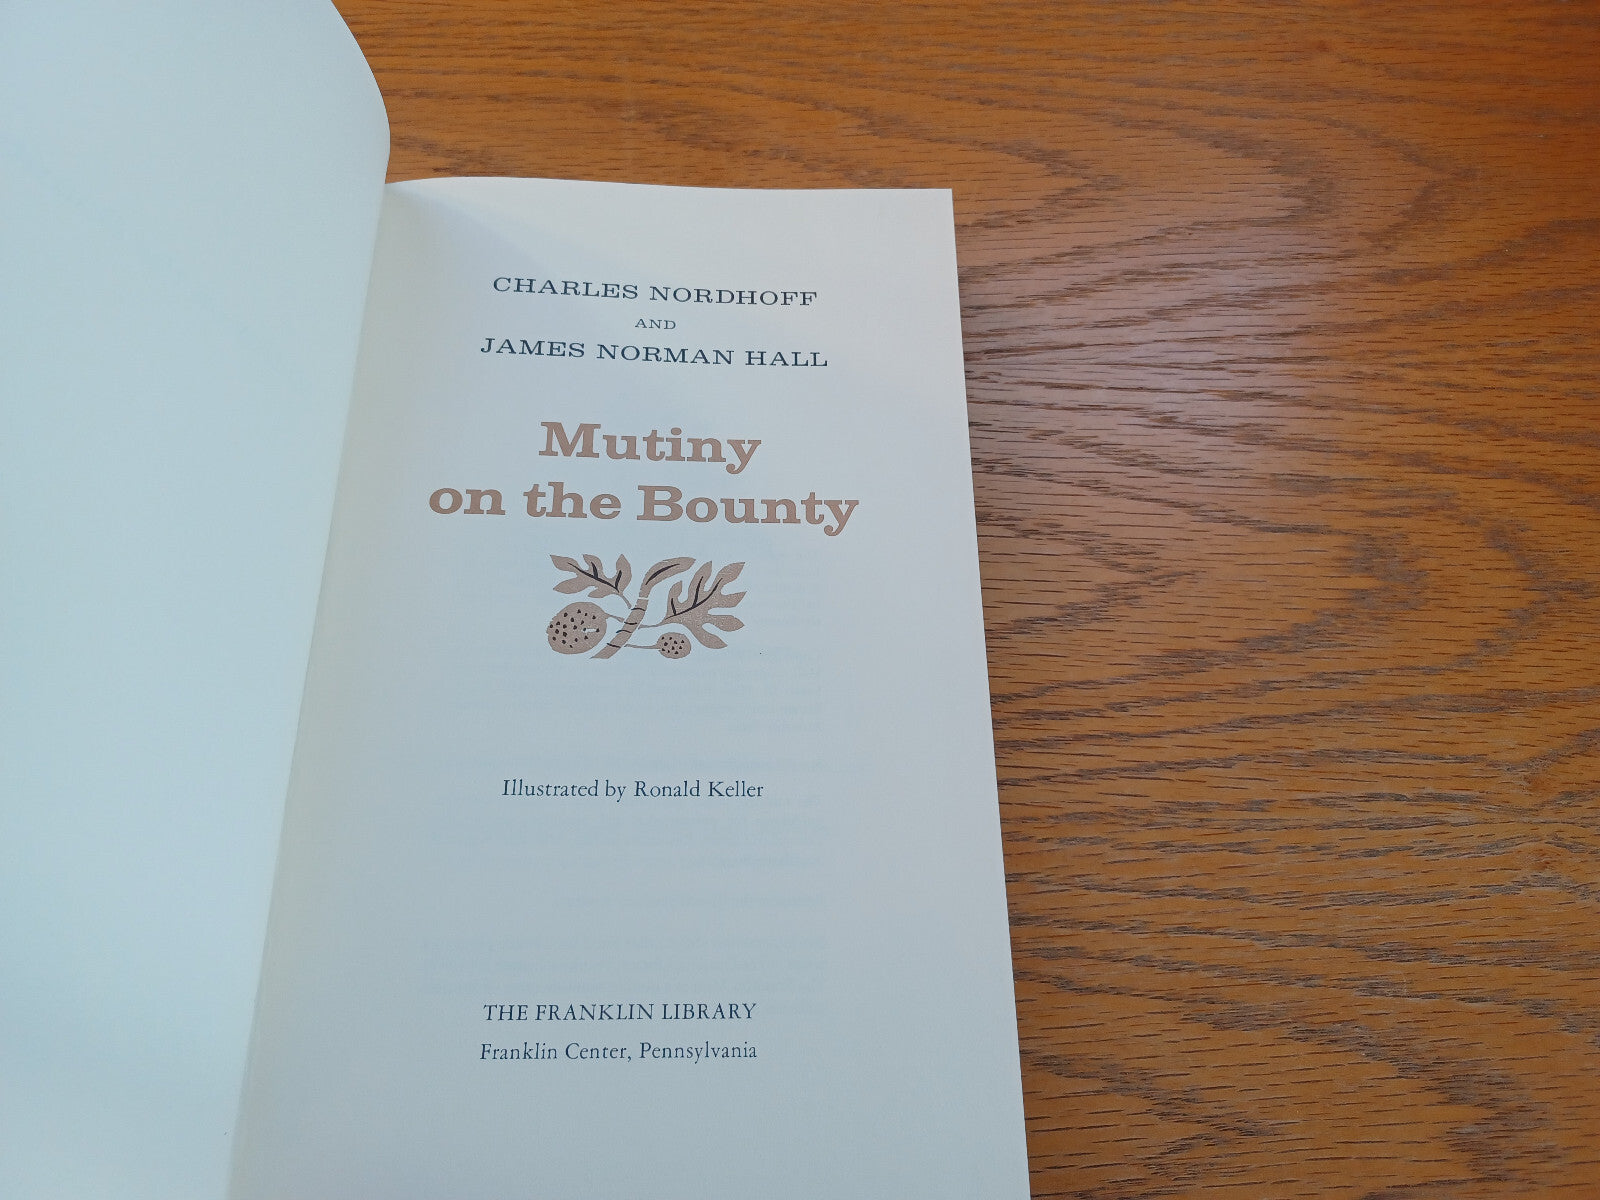 CHARLES NORDHOFF
AND
JAMES NORMAN HALL
Mutiny
on the Bounty
Illustrated by Ronald Keller
THE FRANKLIN LIBRARY
Franklin Center, Pennsylvania